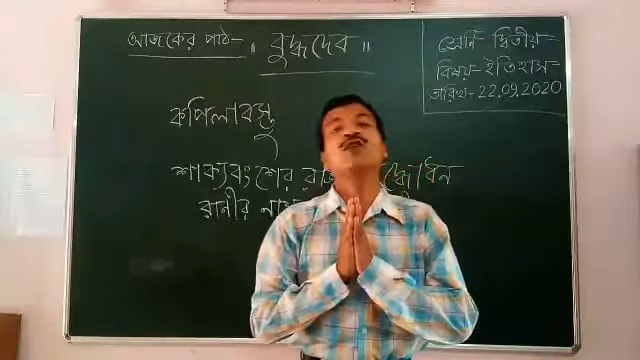 আজকের পাঠ- "বুদ্ধদেব"
শ্রেণি- দ্বিতীয়
বিষয়- ইতিহাস
তারিখ- 22.09.2020
কপিলাবস্তু
শাক্যবংশের
রানীর